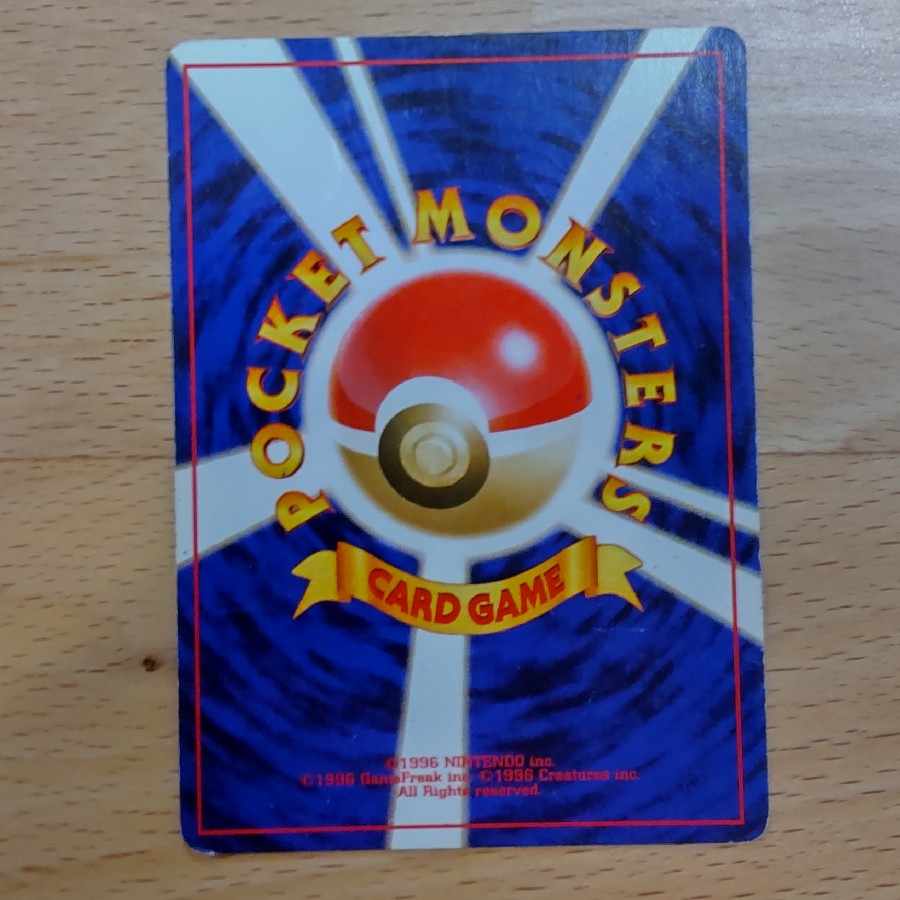 POCKET MONSTERS
CARD GAME
©1996 NINTENDO inc.
©1996 GameFreak inc. ©1996 Creatures inc.
All Rights reserved.